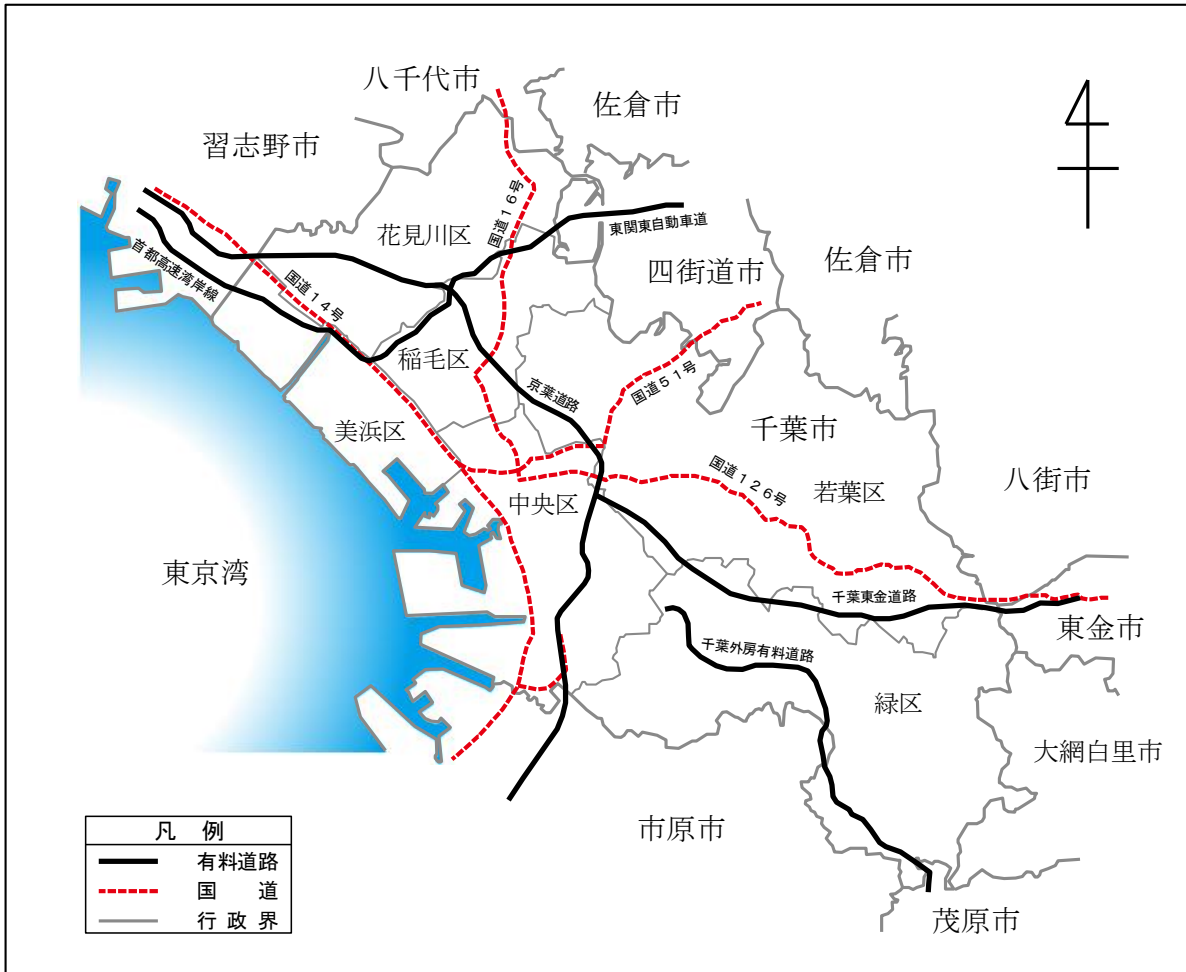 八千代市
佐倉市
習志野市
国道16号
花見川区
東関東自動車道
首都高速湾岸線
国道14号
四街道市
佐倉市
稲毛区
京葉道路
国道51号
美浜区
千葉市
国道126号
八街市
中央区
若葉区
東京湾
千葉東金道路
東金市
千葉外房有料道路
緑区
大網白里市
市原市
茂原市
凡 例
有料道路
国 道
行政界